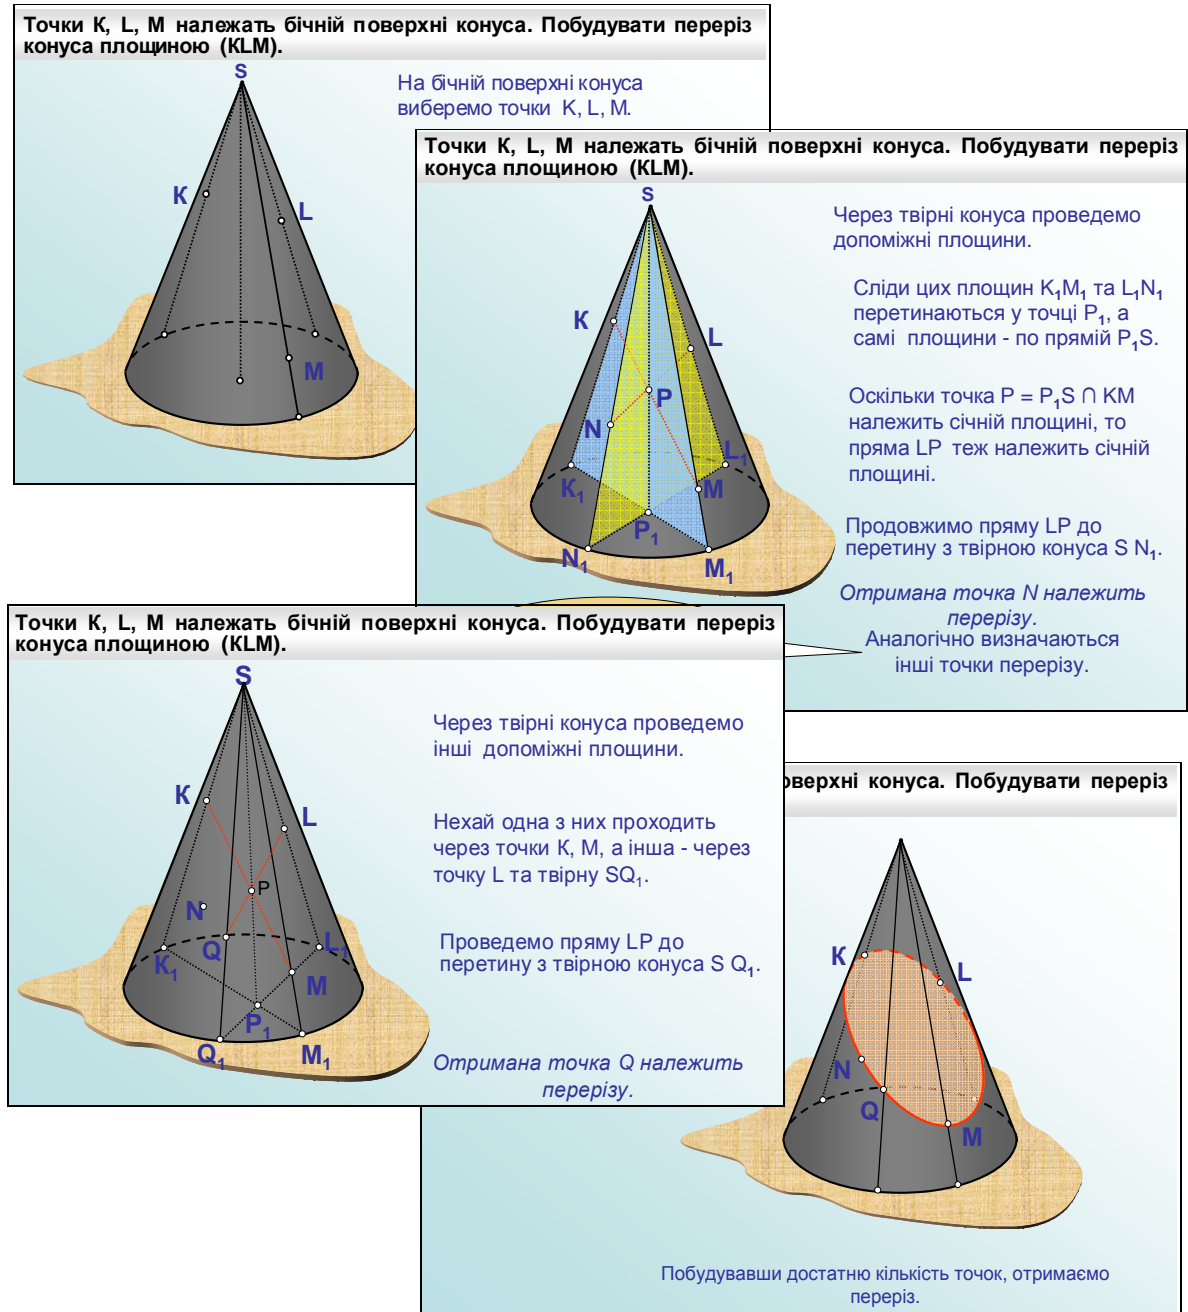 Точки К, L, М належать бічній поверхні конуса. Побудувати переріз
конуса площиною (КLM).
S
На бічній поверхні конуса
виберемо точки K, L, M.
К
L
М
Точки К, L, М належать бічній поверхні конуса. Побудувати переріз
конуса площиною (КLM).
S
Через твірні конуса проведемо
допоміжні площини.
Сліди цих площин K₁M₁ та L₁N₁
перетинаються у точці P₁, а
самі площини - по прямій P₁S.
Оскільки точка P = P₁S ∩ KM
належить січній площині, то
пряма LP теж належить січній
площині.
Продовжимо пряму LP до
перетину з твірною конуса S N₁.
Отримана точка N належить
перерізу.
Аналогічно визначаються
інші точки перерізу.
К
L
P
N
L₁
К₁
M
P₁
N₁
M₁
Точки К, L, М належать бічній поверхні конуса. Побудувати переріз
конуса площиною (КLM).
S
Через твірні конуса проведемо
інші допоміжні площини.
Нехай одна з них проходить
через точки К, М, а інша - через
точку L та твірну SQ₁.
Проведемо пряму LP до
перетину з твірною конуса S Q₁.
Отримана точка Q належить
перерізу.
К
L
P
N
Q
L₁
К₁
M
P₁
Q₁
M₁
оверхні конуса. Побудувати переріз
К
L
N
Q
M
Побудувавши достатню кількість точок, отримаємо
переріз.